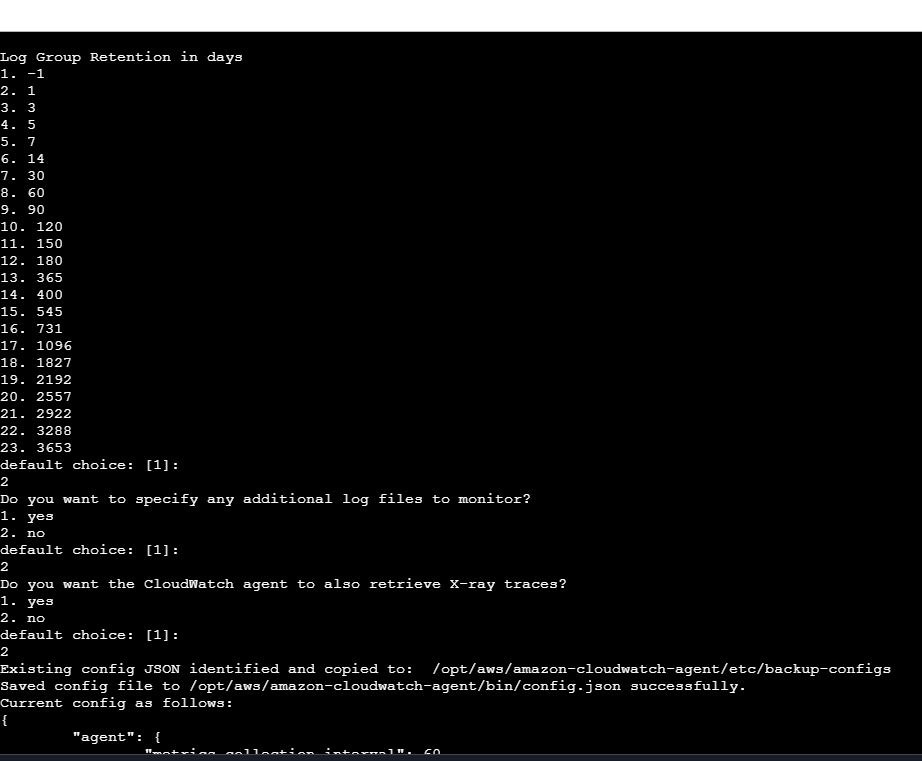 Log Group Retention in days
1. -1
2. 1
3. 3
4. 5
5. 7
6. 14
7. 30
8. 60
9. 90
10. 120
11. 150
12. 180
13. 365
14. 400
15. 545
16. 731
17. 1096
18. 1827
19. 2192
20. 2557
21. 2922
22. 3288
23. 3653
default choice: [1]:
2
Do you want to specify any additional log files to monitor?
1. yes
2. no
default choice: [1]:
2
Do you want the CloudWatch agent to also retrieve X-ray traces?
1. yes
2. no
default choice: [1]:
2
Existing config JSON identified and copied to:  /opt/aws/amazon-cloudwatch-agent/etc/backup-configs
Saved config file to /opt/aws/amazon-cloudwatch-agent/bin/config.json successfully.
Current config as follows:
{
        "agent": {
                "metrics_collection_interval": 60